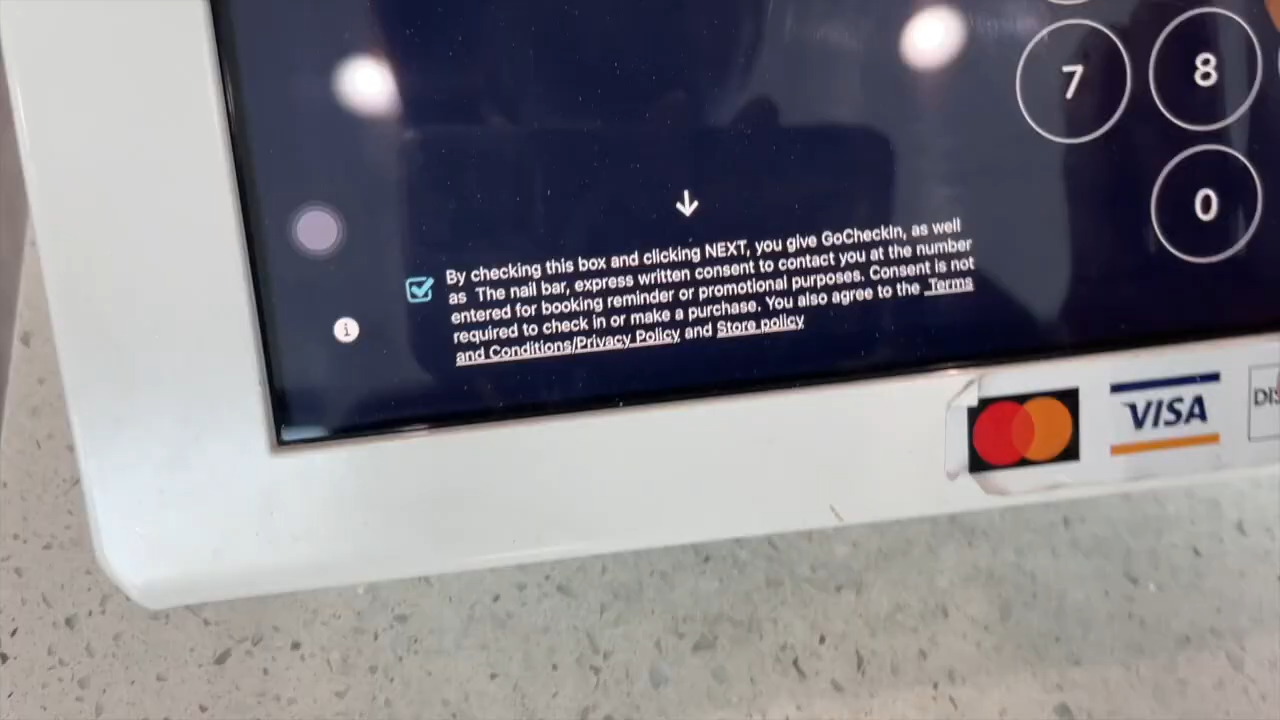 7 8
0
By checking this box and clicking NEXT, you give GoCheckIn, as well
as The nail bar, express written consent to contact you at the number
entered for booking reminder or promotional purposes. Consent is not
required to check in or make a purchase. You also agree to the Terms
and Conditions/Privacy Policy and Store policy
i
VISA
DIS